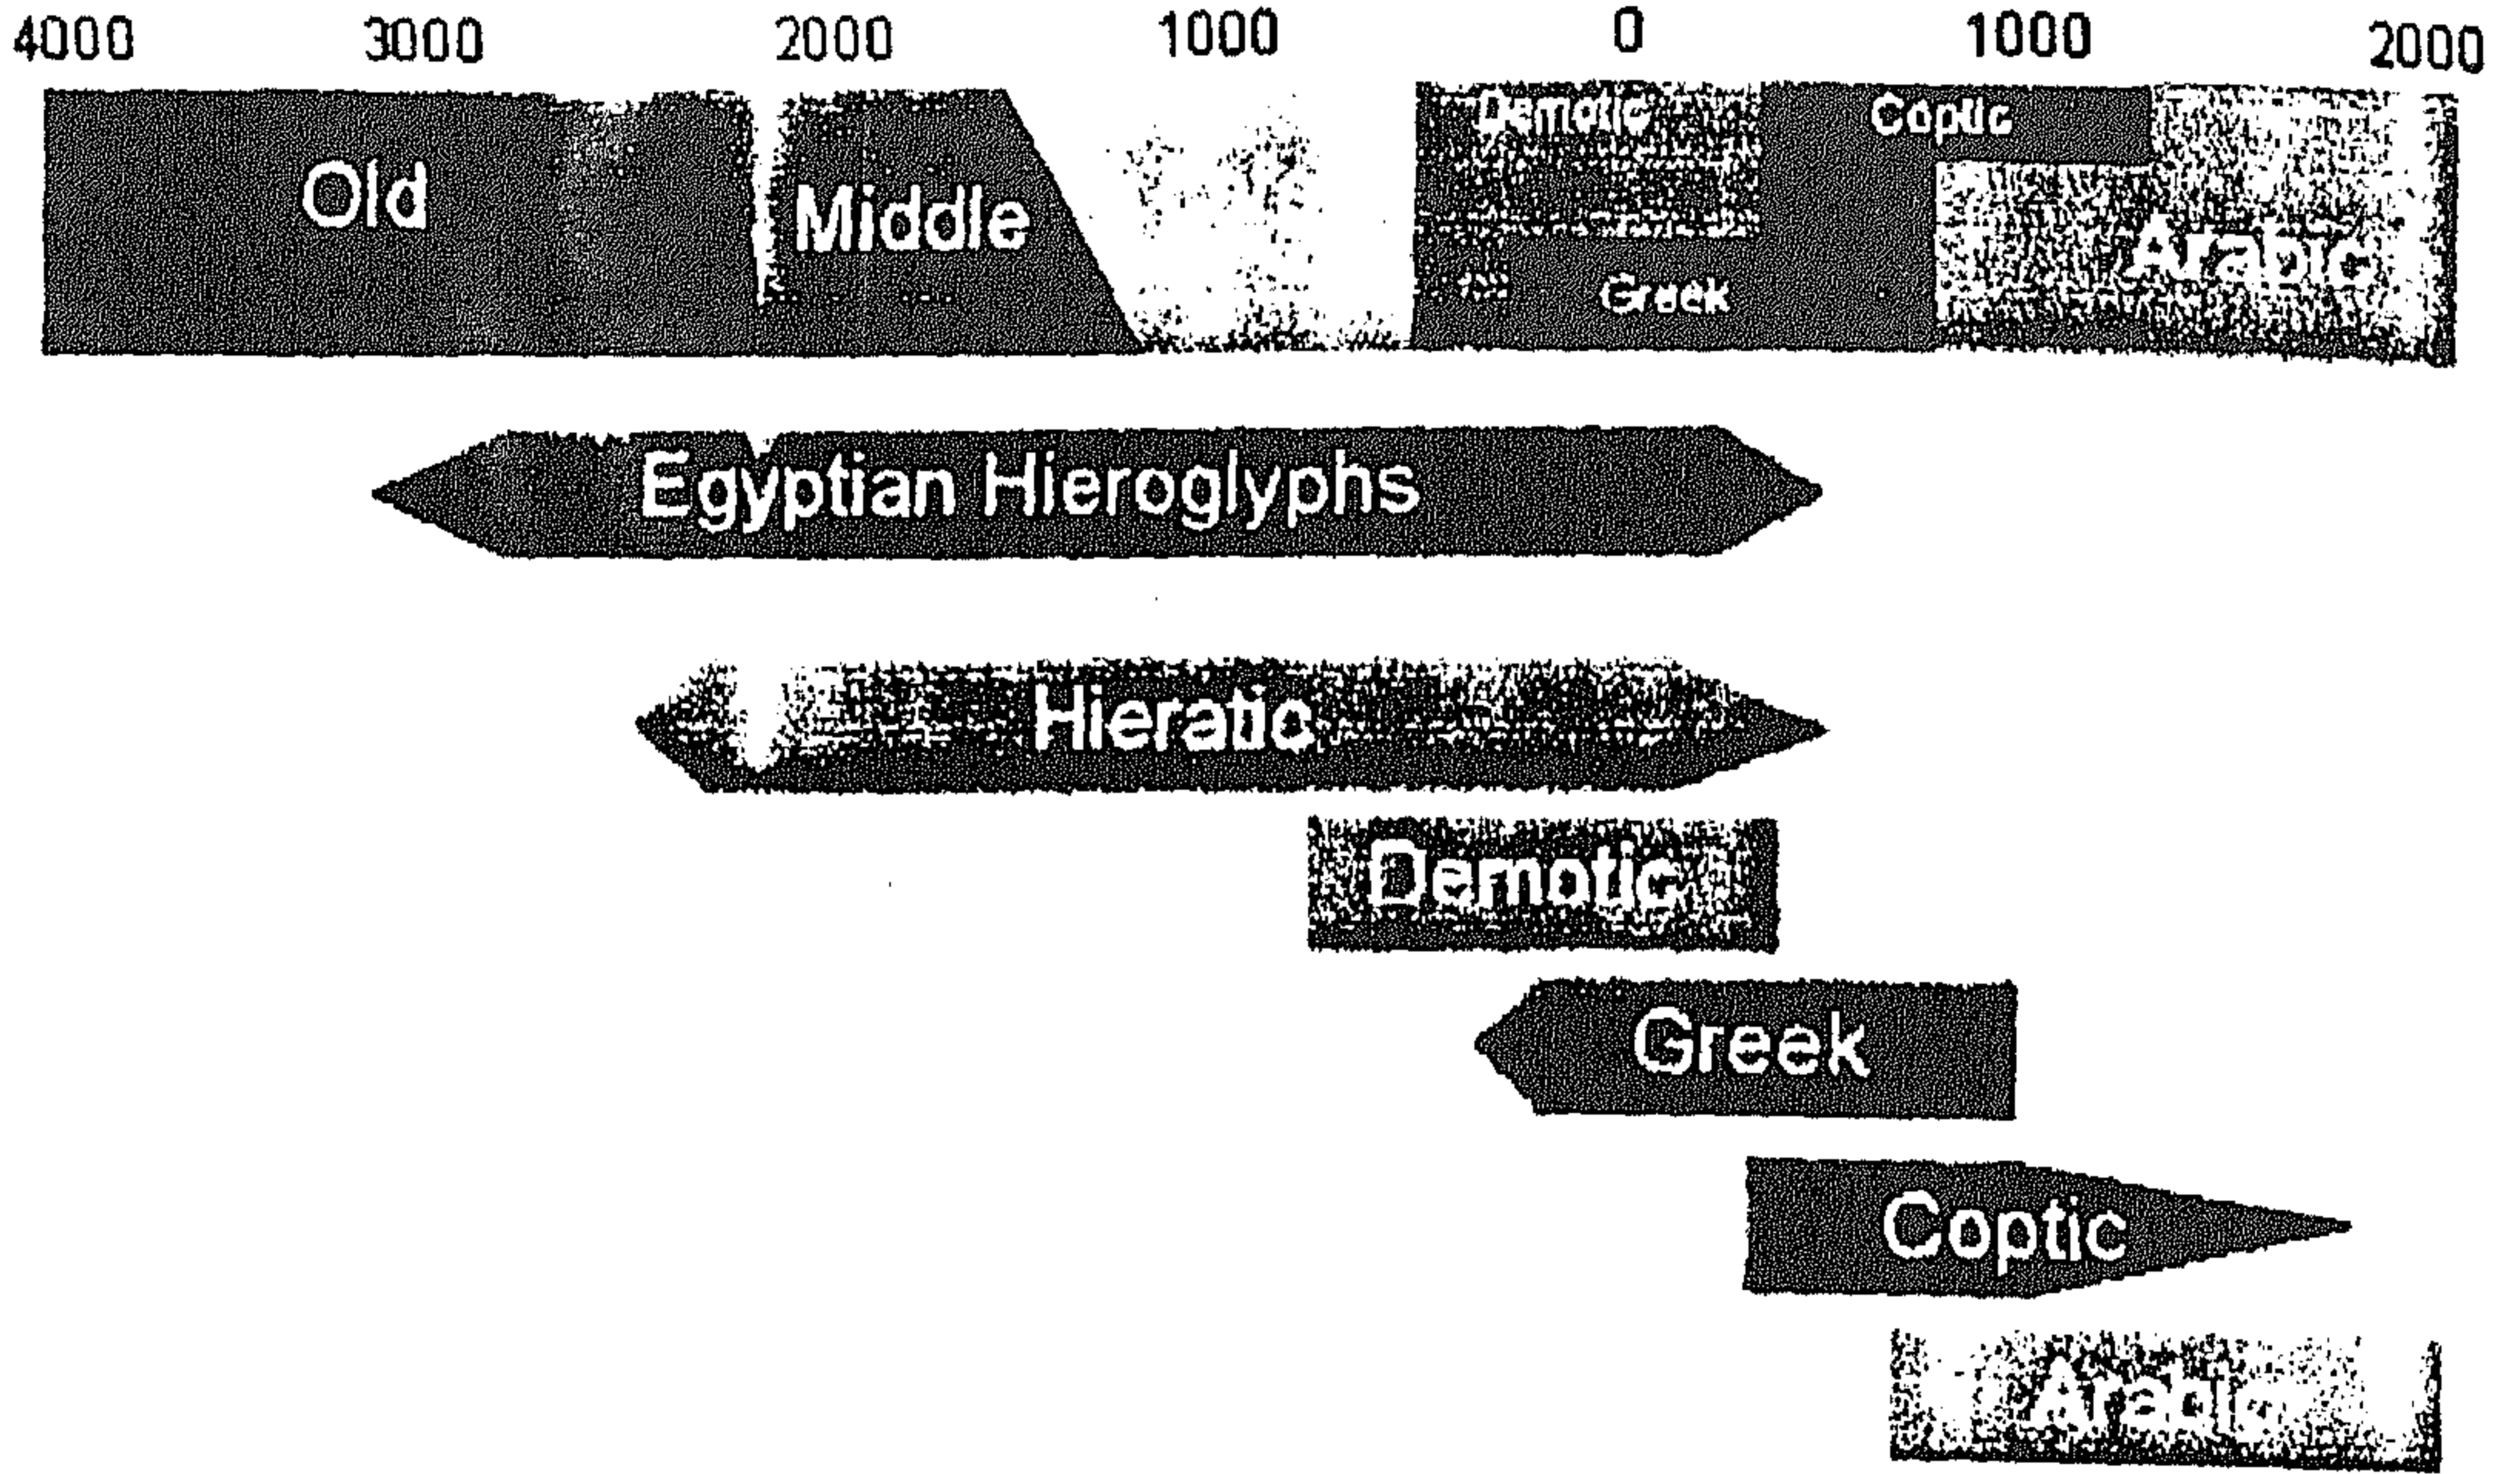 4000 3000 2000 1000 0 1000 2000
Demotic Coptic
Old Middle Arabic
Greek
Egyptian Hieroglyphs
Hieratic
Demotic
Greek
Coptic
Arabic